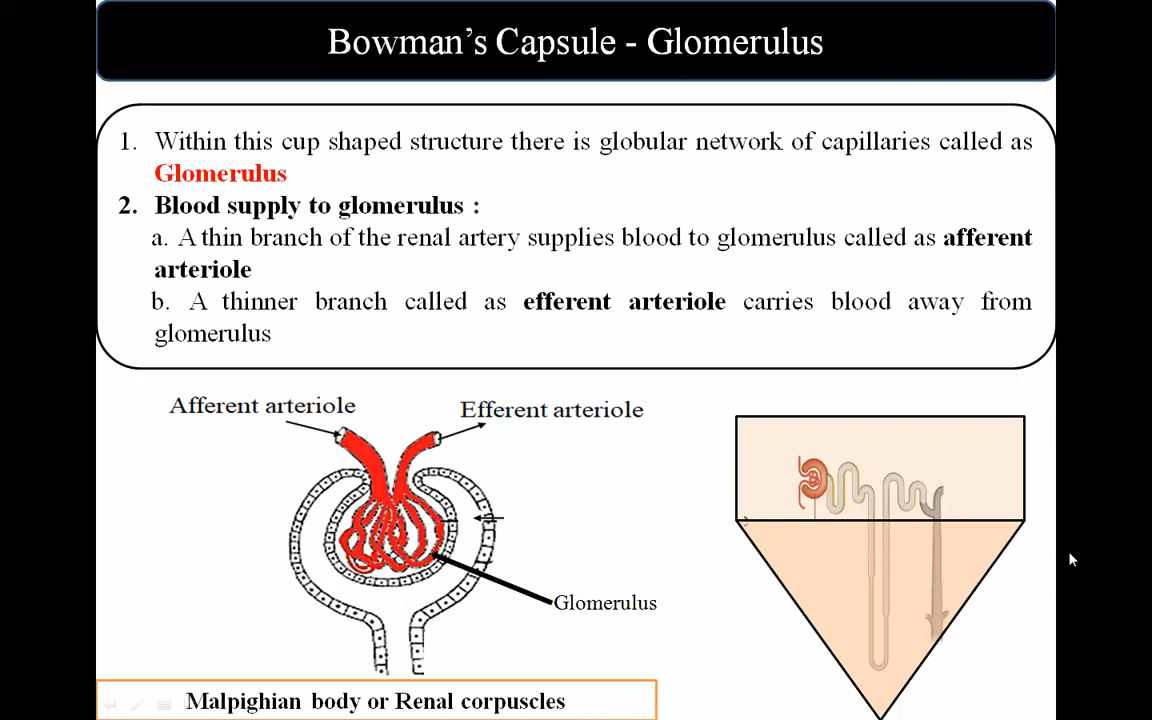 Bowman's Capsule - Glomerulus
1. Within this cup shaped structure there is globular network of capillaries called as
Glomerulus
2. Blood supply to glomerulus :
a. A thin branch of the renal artery supplies blood to glomerulus called as afferent
arteriole
b. A thinner branch called as efferent arteriole carries blood away from
glomerulus
Afferent arteriole
Efferent arteriole
Glomerulus
Malpighian body or Renal corpuscles